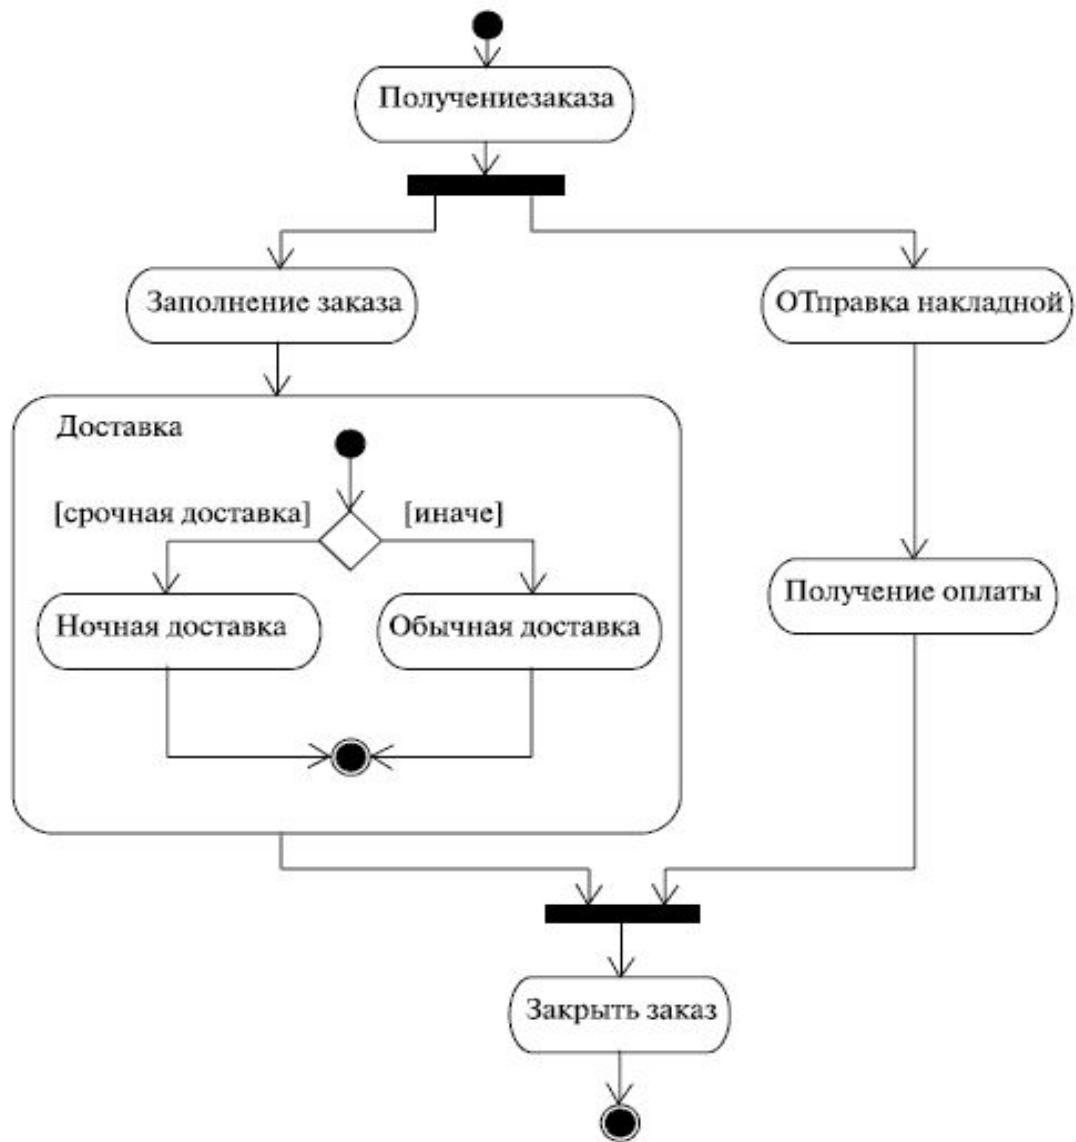 Получениезаказа
Заполнение заказа
ОТправка накладной
Доставка
[срочная доставка]
[иначе]
Ночная доставка
Обычная доставка
Получение оплаты
Закрыть заказ